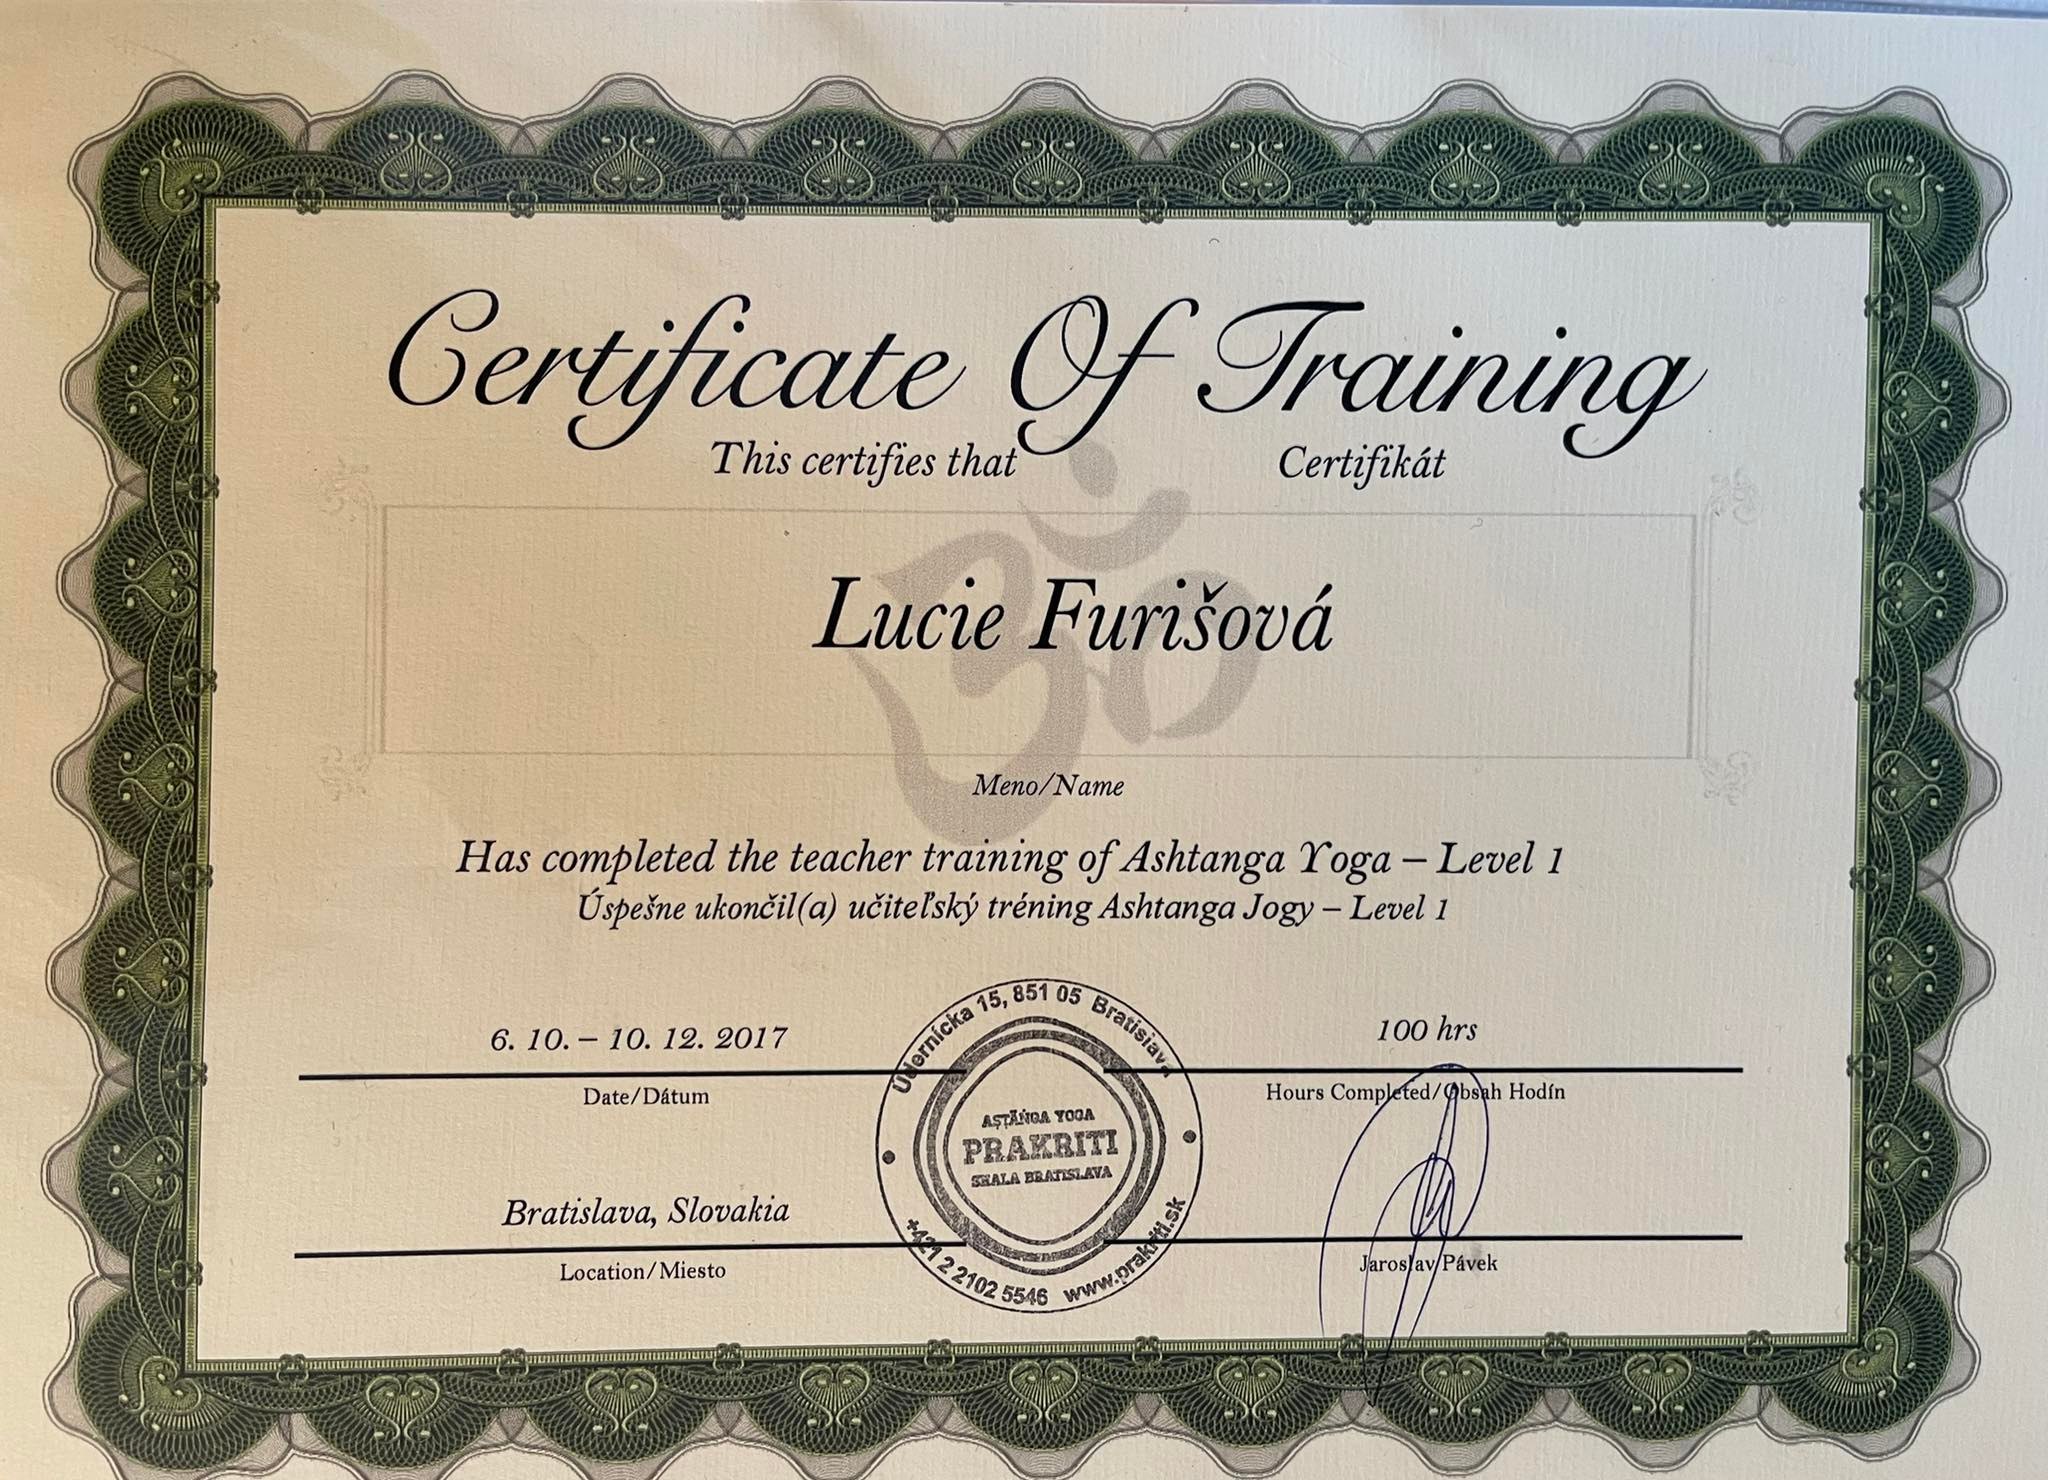 Certificate Of Training
This certifies that Certifikát
Lucie Furišová
Meno/Name
Has completed the teacher training of Ashtanga Yoga – Level 1
Úspešne ukončil(a) učiteľský tréning Ashtanga Jogy – Level 1
6. 10. – 10. 12. 2017
Date/Dátum
100 hrs
Hours Completed/Obsah Hodín
Údernícka 15, 851 05 Bratislava
AṢṬĀṄGA YOGA
PRAKRITI
SHALA BRATISLAVA
+421 2 2102 5546 www.prakriti.sk
Bratislava, Slovakia
Location/Miesto
Jaroslav Pávek